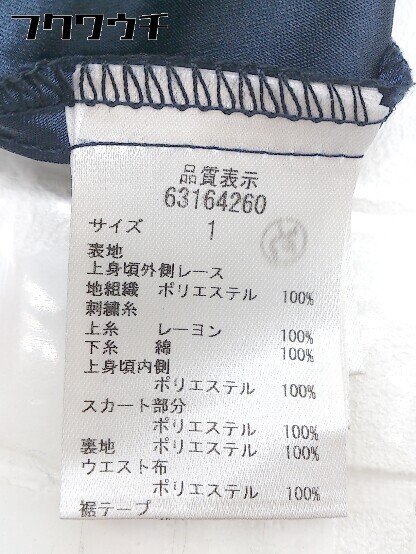 フクワウチ
品質表示
63164260
サイズ 1
表地
上身頃外側レース
地組織 ポリエステル 100%
刺繍糸
上糸 レーヨン 100%
下糸 綿 100%
上身頃内側
ポリエステル 100%
スカート部分
ポリエステル 100%
裏地 ポリエステル 100%
ウエスト布
ポリエステル 100%
裾テープ